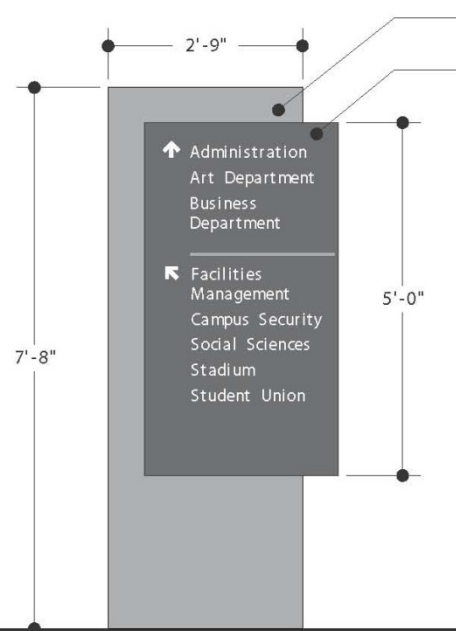 2'-9"
Administration
Art Department
Business
Department
Facilities
Management
Campus Security
Social Sciences
Stadium
Student Union
5'-0"
7'-8"